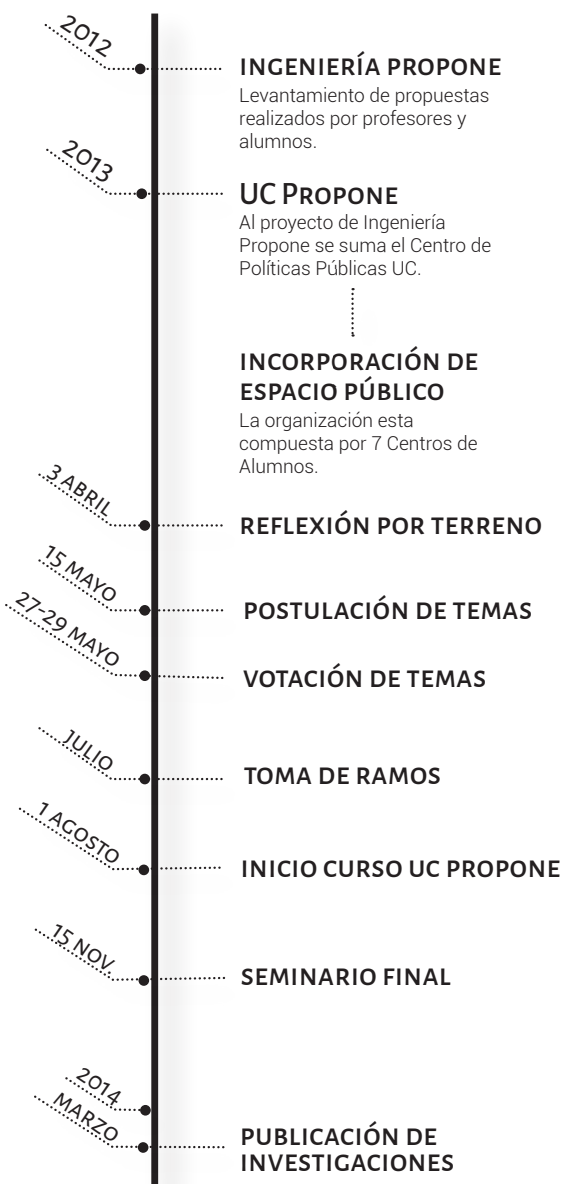 2012
INGENIERÍA PROPONE
Levantamiento de propuestas
realizados por profesores y
alumnos.
2013
UC PROPONE
Al proyecto de Ingeniería
Propone se suma el Centro de
Políticas Públicas UC.
INCORPORACIÓN DE
ESPACIO PÚBLICO
La organización esta
compuesta por 7 Centros de
Alumnos.
3 ABRIL
REFLEXIÓN POR TERRENO
15 MAYO
POSTULACIÓN DE TEMAS
27-29 MAYO
VOTACIÓN DE TEMAS
JULIO
TOMA DE RAMOS
1 AGOSTO
INICIO CURSO UC PROPONE
15 NOV.
SEMINARIO FINAL
2014
MARZO
PUBLICACIÓN DE
INVESTIGACIONES